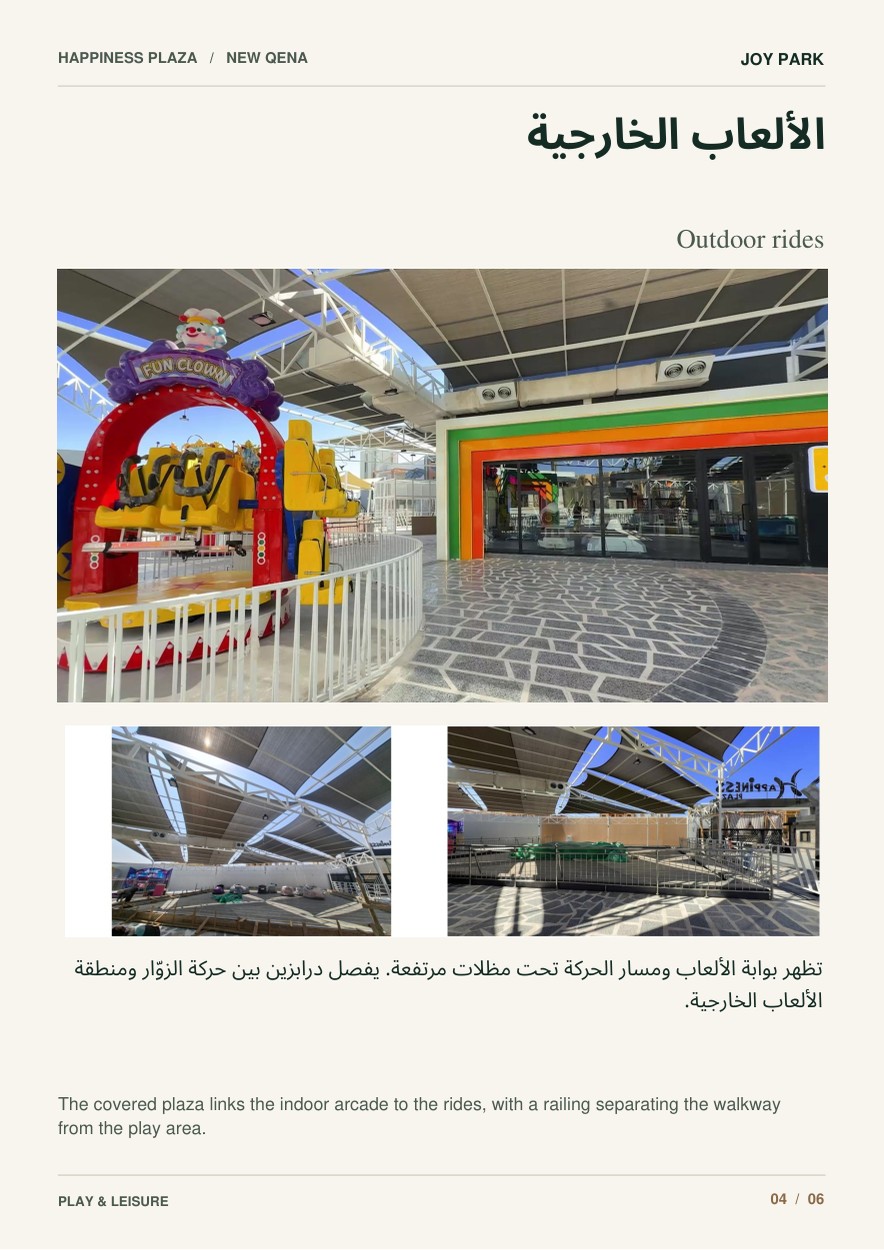 HAPPINESS PLAZA / NEW QENA
JOY PARK
الألعاب الخارجية
Outdoor rides
FUN CLOWN
HAPPINESS
تظهر بوابة الألعاب ومسار الحركة تحت مظلات مرتفعة. يفصل درابزين بين حركة الزوّار ومنطقة
الألعاب الخارجية.
The covered plaza links the indoor arcade to the rides, with a railing separating the walkway
from the play area.
PLAY & LEISURE
04 / 06